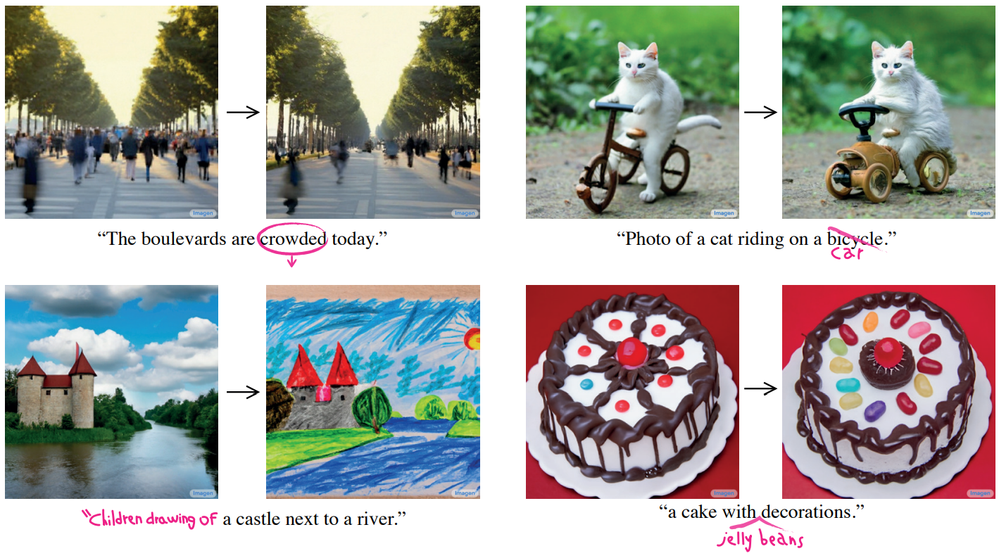 Imagen
Imagen
Imagen
Imagen
“The boulevards are crowded today.”
“Photo of a cat riding on a bicycle.”
car
Imagen
Imagen
Imagen
Imagen
“Children drawing of a castle next to a river.”
“a cake with decorations.”
jelly beans